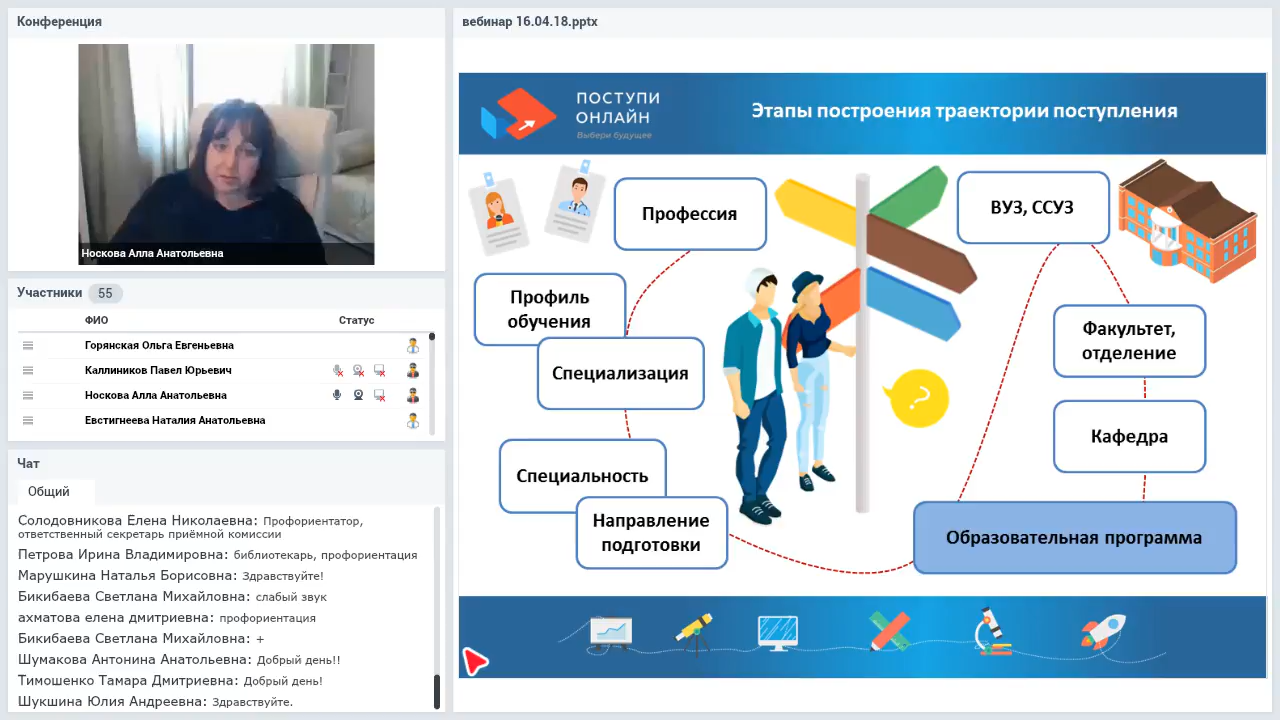 Конференция
Носкова Алла Анатольевна
Участники 55
ФИО Статус
Горянская Ольга Евгеньевна
Каллиников Павел Юрьевич
Носкова Алла Анатольевна
Евстигнеева Наталия Анатольевна
Чат
Общий
Солодовникова Елена Николаевна: Профориентатор,
ответственный секретарь приёмной комиссии
Петрова Ирина Владимировна: библиотекарь, профориентация
Марушкина Наталья Борисовна: Здравствуйте!
Бикибаева Светлана Михайловна: слабый звук
ахматова елена дмитриевна: профориентация
Бикибаева Светлана Михайловна: +
Шумакова Антонина Анатольевна: Добрый день!!
Тимошенко Тамара Дмитриевна: Добрый день!
Шукшина Юлия Андреевна: Здравствуйте.
вебинар 16.04.18.pptx
ПОСТУПИ
ОНЛАЙН
Выбери будущее
Этапы построения траектории поступления
Профессия
Профиль
обучения
Специализация
Специальность
Направление
подготовки
?
ВУЗ, ССУЗ
Факультет,
отделение
Кафедра
Образовательная программа